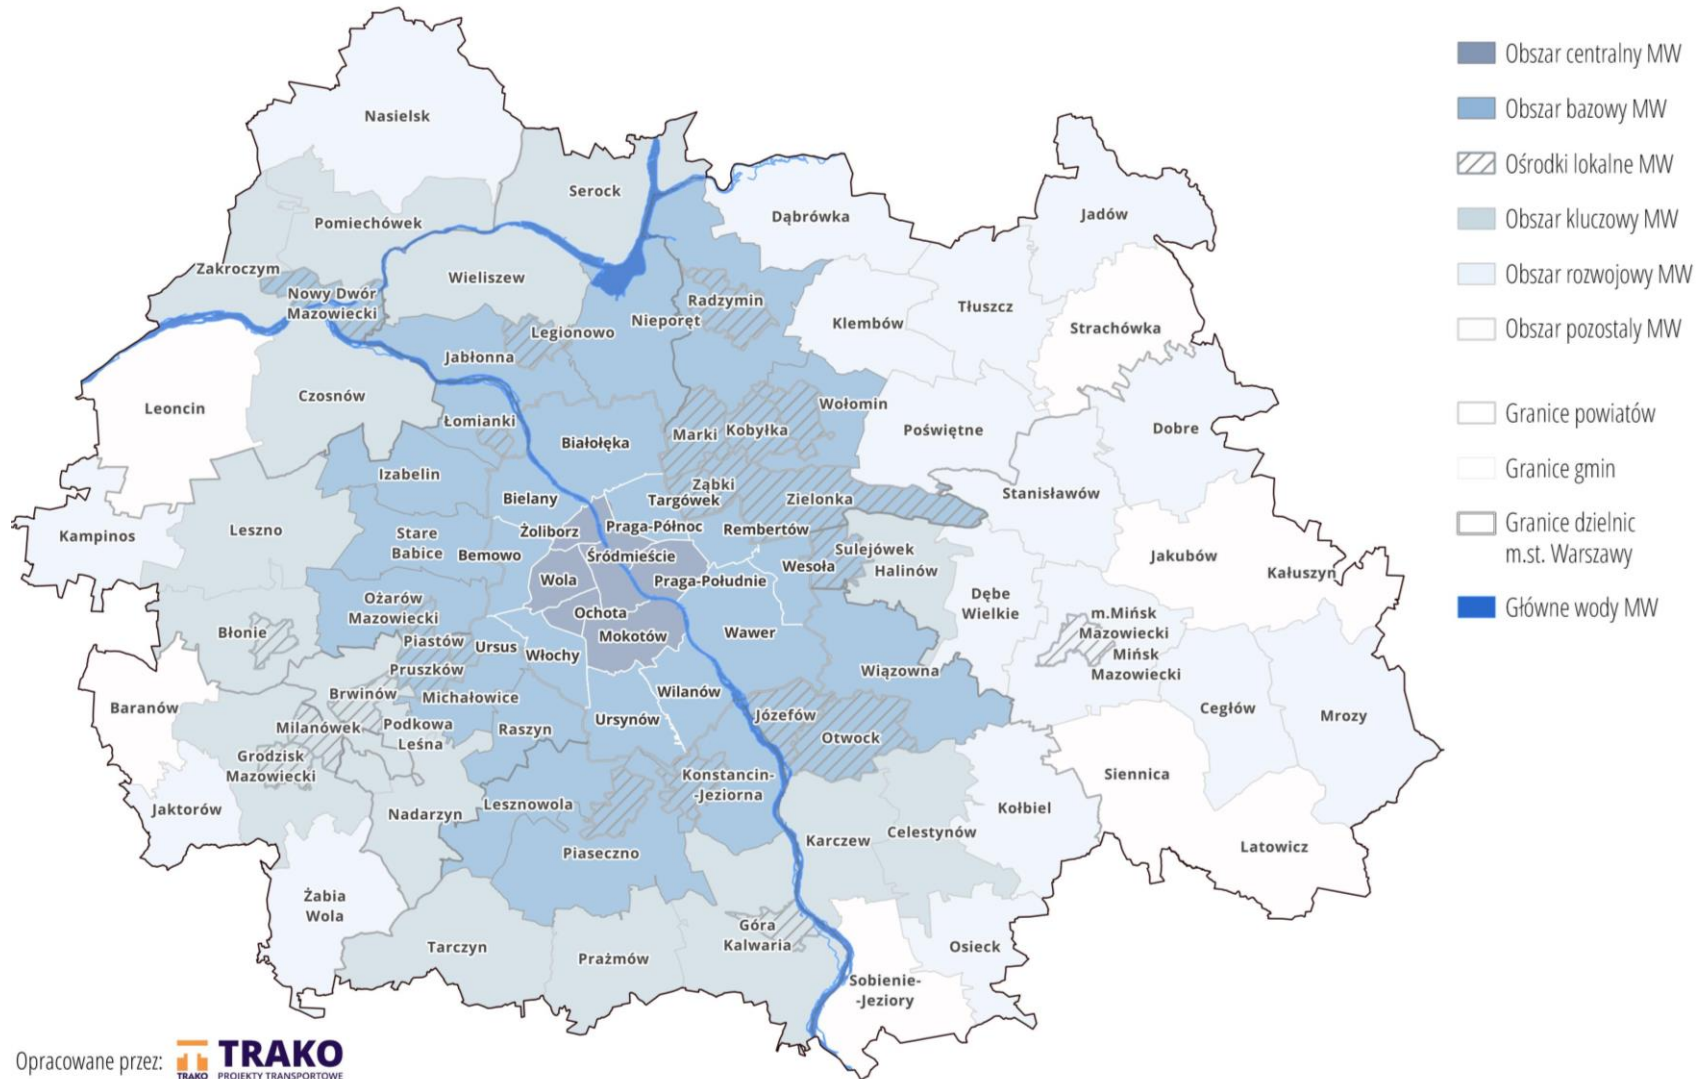 Nasielsk
Serock
Dąbrówka
Jadów
Pomiechówek
Zakroczym
Wieliszew
Nowy Dwór
Mazowiecki
Radzymin
Nieporęt
Legionowo
Jabłonna
Klembów
Tłuszcz
Strachówka
Leoncin
Czosnów
Łomianki
Białołęka
Marki
Kobyłka
Wołomin
Poświętne
Dobre
Izabelin
Bielany
Targówek
Ząbki
Zielonka
Stanisławów
Kampinos
Leszno
Stare
Babice
Bemowo
Żoliborz
Praga-Północ
Rembertów
Śródmieście
Wola
Praga-Południe
Wesoła
Sulejówek
Halinów
Jakubów
Kałuszyn
Ożarów
Mazowiecki
Ochota
Mokotów
Wawer
Dębe
Wielkie
m.Mińsk
Mazowiecki
Mińsk
Mazowiecki
Błonie
Piastów
Pruszków
Ursus
Włochy
Wiązowna
Baranów
Brwinów
Michałowice
Wilanów
Cegłów
Mrozy
Milanówek
Podkowa
Leśna
Raszyn
Ursynów
Józefów
Otwock
Grodzisk
Mazowiecki
Konstancin-
-Jeziorna
Siennica
Jaktorów
Nadarzyn
Lesznowola
Kołbiel
Piaseczno
Karczew
Celestynów
Latowicz
Żabia
Wola
Tarczyn
Prażmów
Góra
Kalwaria
Osieck
Sobienie-
-Jeziory
Obszar centralny MW
Obszar bazowy MW
Ośrodki lokalne MW
Obszar kluczowy MW
Obszar rozwojowy MW
Obszar pozostaly MW
Granice powiatów
Granice gmin
Granice dzielnic
m.st. Warszawy
Główne wody MW
Opracowane przez:
TRAKO
TRAKO
PROJEKTY TRANSPORTOWE